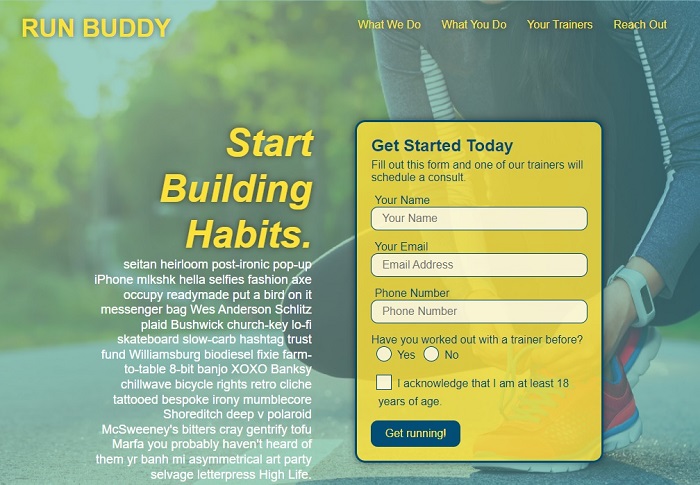 RUN BUDDY
What We Do
What You Do
Your Trainers
Reach Out
Start
Building
Habits.
seitan heirloom post-ironic pop-up
iPhone mlkshk hella selfies fashion axe
occupy readymade put a bird on it
messenger bag Wes Anderson Schlitz
plaid Bushwick church-key lo-fi
skateboard slow-carb hashtag trust
fund Williamsburg biodiesel fixie farm-
to-table 8-bit banjo XOXO Banksy
chillwave bicycle rights retro cliche
tattooed bespoke irony mumblecore
Shoreditch deep v polaroid
McSweeney's bitters cray gentrify tofu
Marfa you probably haven't heard of
them yr banh mi asymmetrical art party
selvage letterpress High Life.
Get Started Today
Fill out this form and one of our trainers will
schedule a consult.
Your Name
Your Name
Your Email
Email Address
Phone Number
Phone Number
Have you worked out with a trainer before?
Yes No
I acknowledge that I am at least 18
years of age.
Get running!